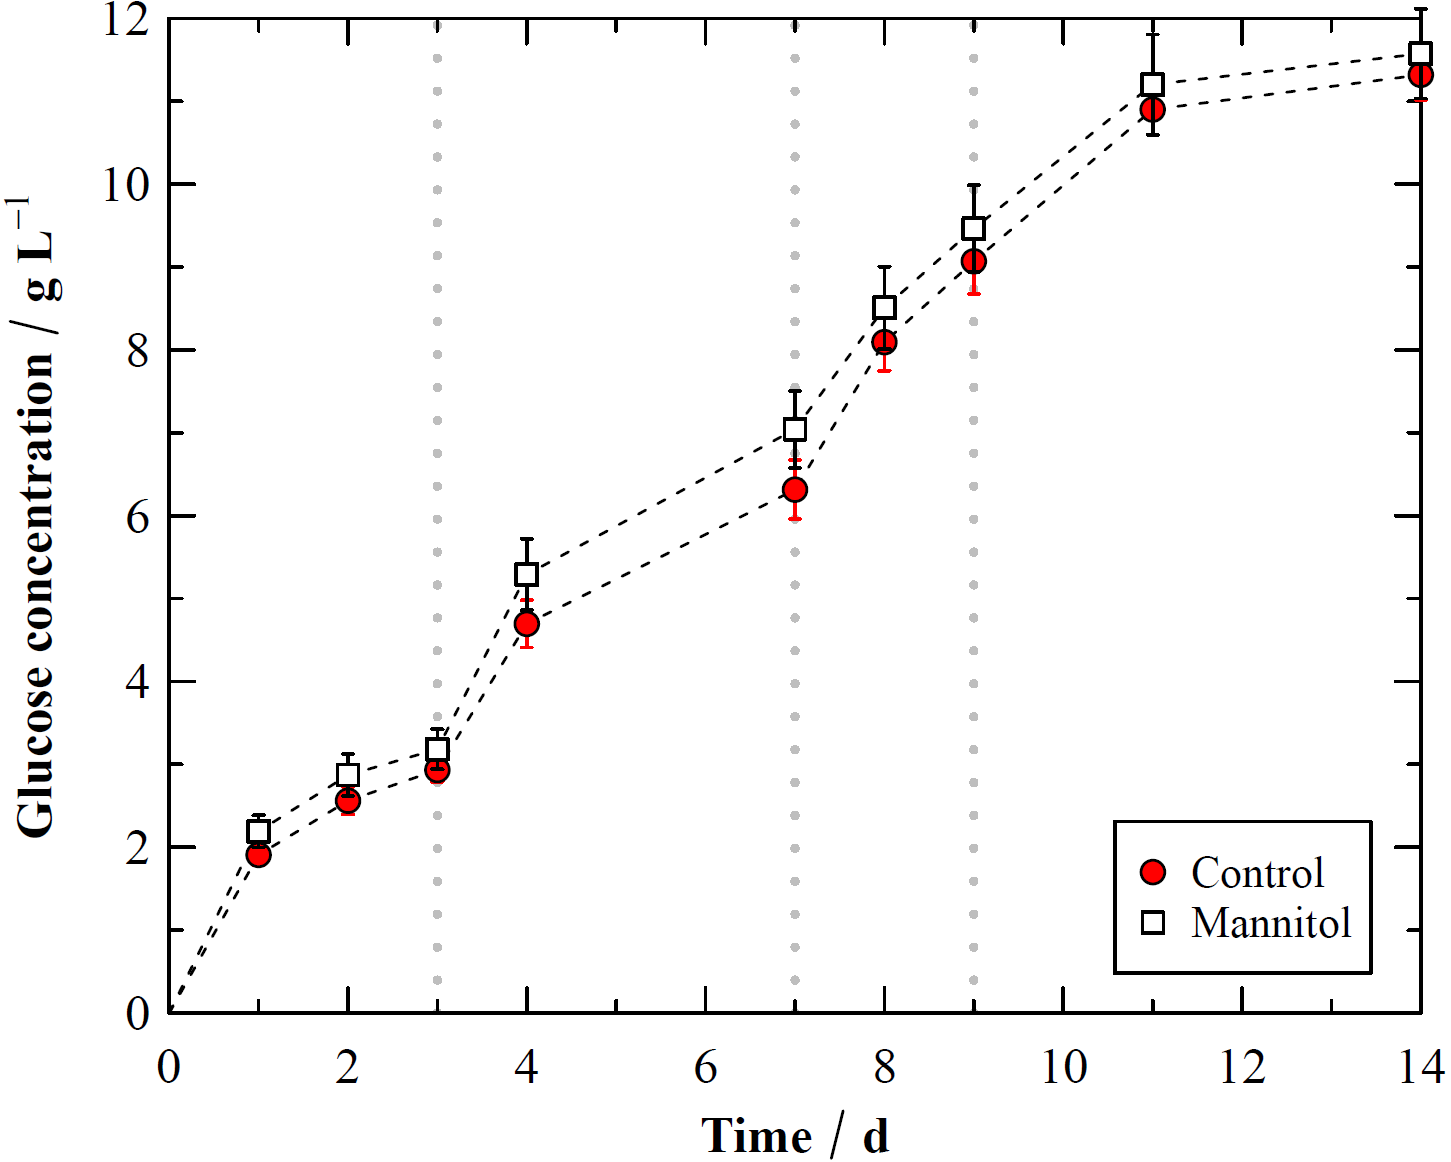 Glucose concentration / g L⁻¹
12
10
8
6
4
2
0
0 2 4 6 8 10 12 14
Time / d
Control
Mannitol